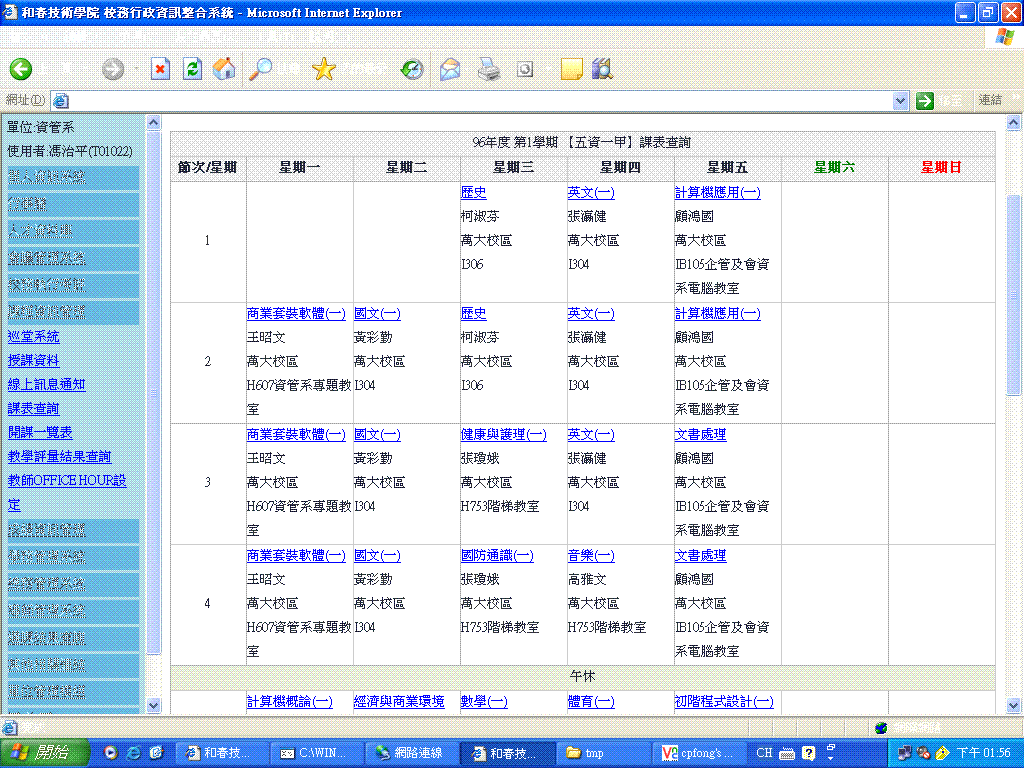 和春技術學院 校務行政資訊整合系統 - Microsoft Internet Explorer
網址(D)
連結
單位:資管系
使用者:馮治平(T01022)
巡堂系統
授課資料
線上訊息通知
課表查詢
開課一覽表
教學評量結果查詢
教師OFFICE HOUR設
定
96年度 第1學期 【五資一甲】課表查詢
節次/星期 星期一 星期二 星期三 星期四 星期五 星期六 星期日
1
歷史
柯淑芬
萬大校區
I306
英文(一)
張瀛健
萬大校區
I304
計算機應用(一)
顧鴻國
萬大校區
IB105企管及會資
系電腦教室
2
商業套裝軟體(一)
王昭文
萬大校區
H607資管系專題教
室
國文(一)
黃彩勤
萬大校區
I304
歷史
柯淑芬
萬大校區
I306
英文(一)
張瀛健
萬大校區
I304
計算機應用(一)
顧鴻國
萬大校區
IB105企管及會資
系電腦教室
3
商業套裝軟體(一)
王昭文
萬大校區
H607資管系專題教
室
國文(一)
黃彩勤
萬大校區
I304
健康與護理(一)
張瓊娥
萬大校區
H753階梯教室
英文(一)
張瀛健
萬大校區
I304
文書處理
顧鴻國
萬大校區
IB105企管及會資
系電腦教室
4
商業套裝軟體(一)
王昭文
萬大校區
H607資管系專題教
室
國文(一)
黃彩勤
萬大校區
I304
國防通識(一)
張瓊娥
萬大校區
H753階梯教室
音樂(一)
高雅文
萬大校區
H753階梯教室
文書處理
顧鴻國
萬大校區
IB105企管及會資
系電腦教室
午休
計算機概論(一) 經濟與商業環境 數學(一) 體育(一) 初階程式設計(一)
開始 和春技... C:\WIN... 網路連線 和春技... tmp cpfong's ... CH 下午 01:56